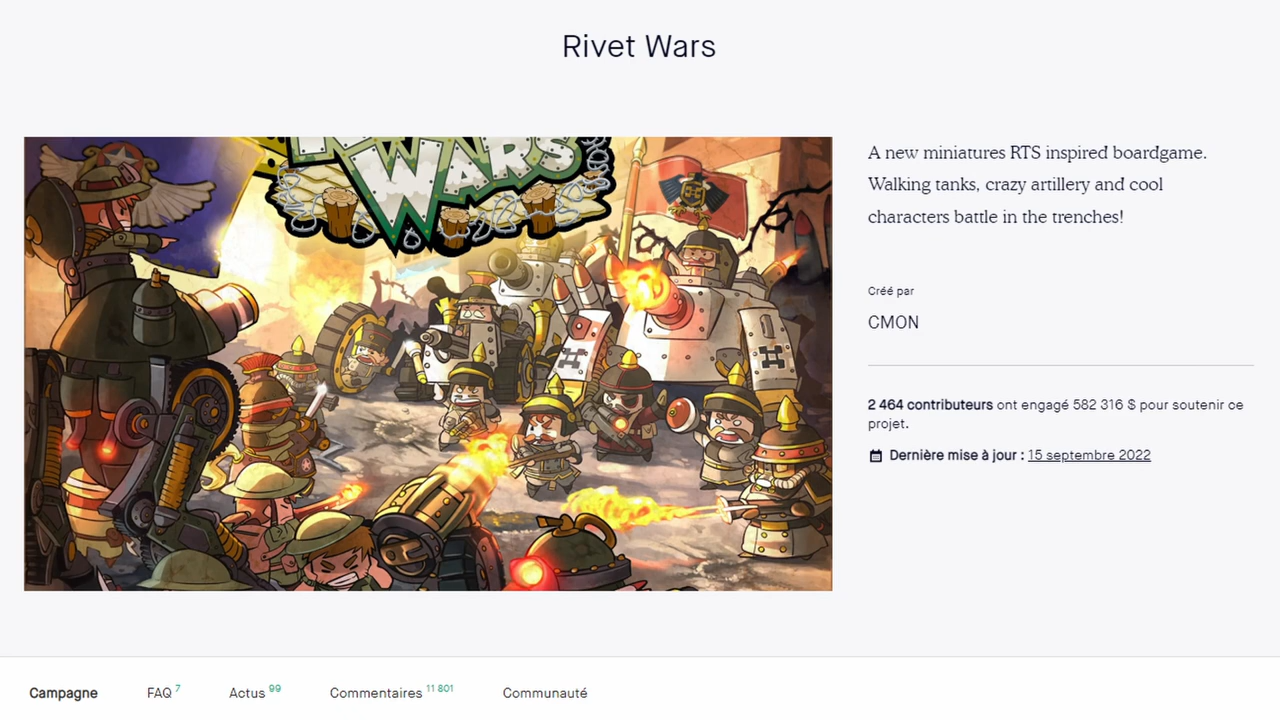 Rivet Wars
WARS
A new miniatures RTS inspired boardgame.
Walking tanks, crazy artillery and cool
characters battle in the trenches!
Créé par
CMON
2 464 contributeurs ont engagé 582 316 $ pour soutenir ce
projet.
Dernière mise à jour : 15 septembre 2022
Campagne FAQ 7 Actus 99 Commentaires 11 801 Communauté